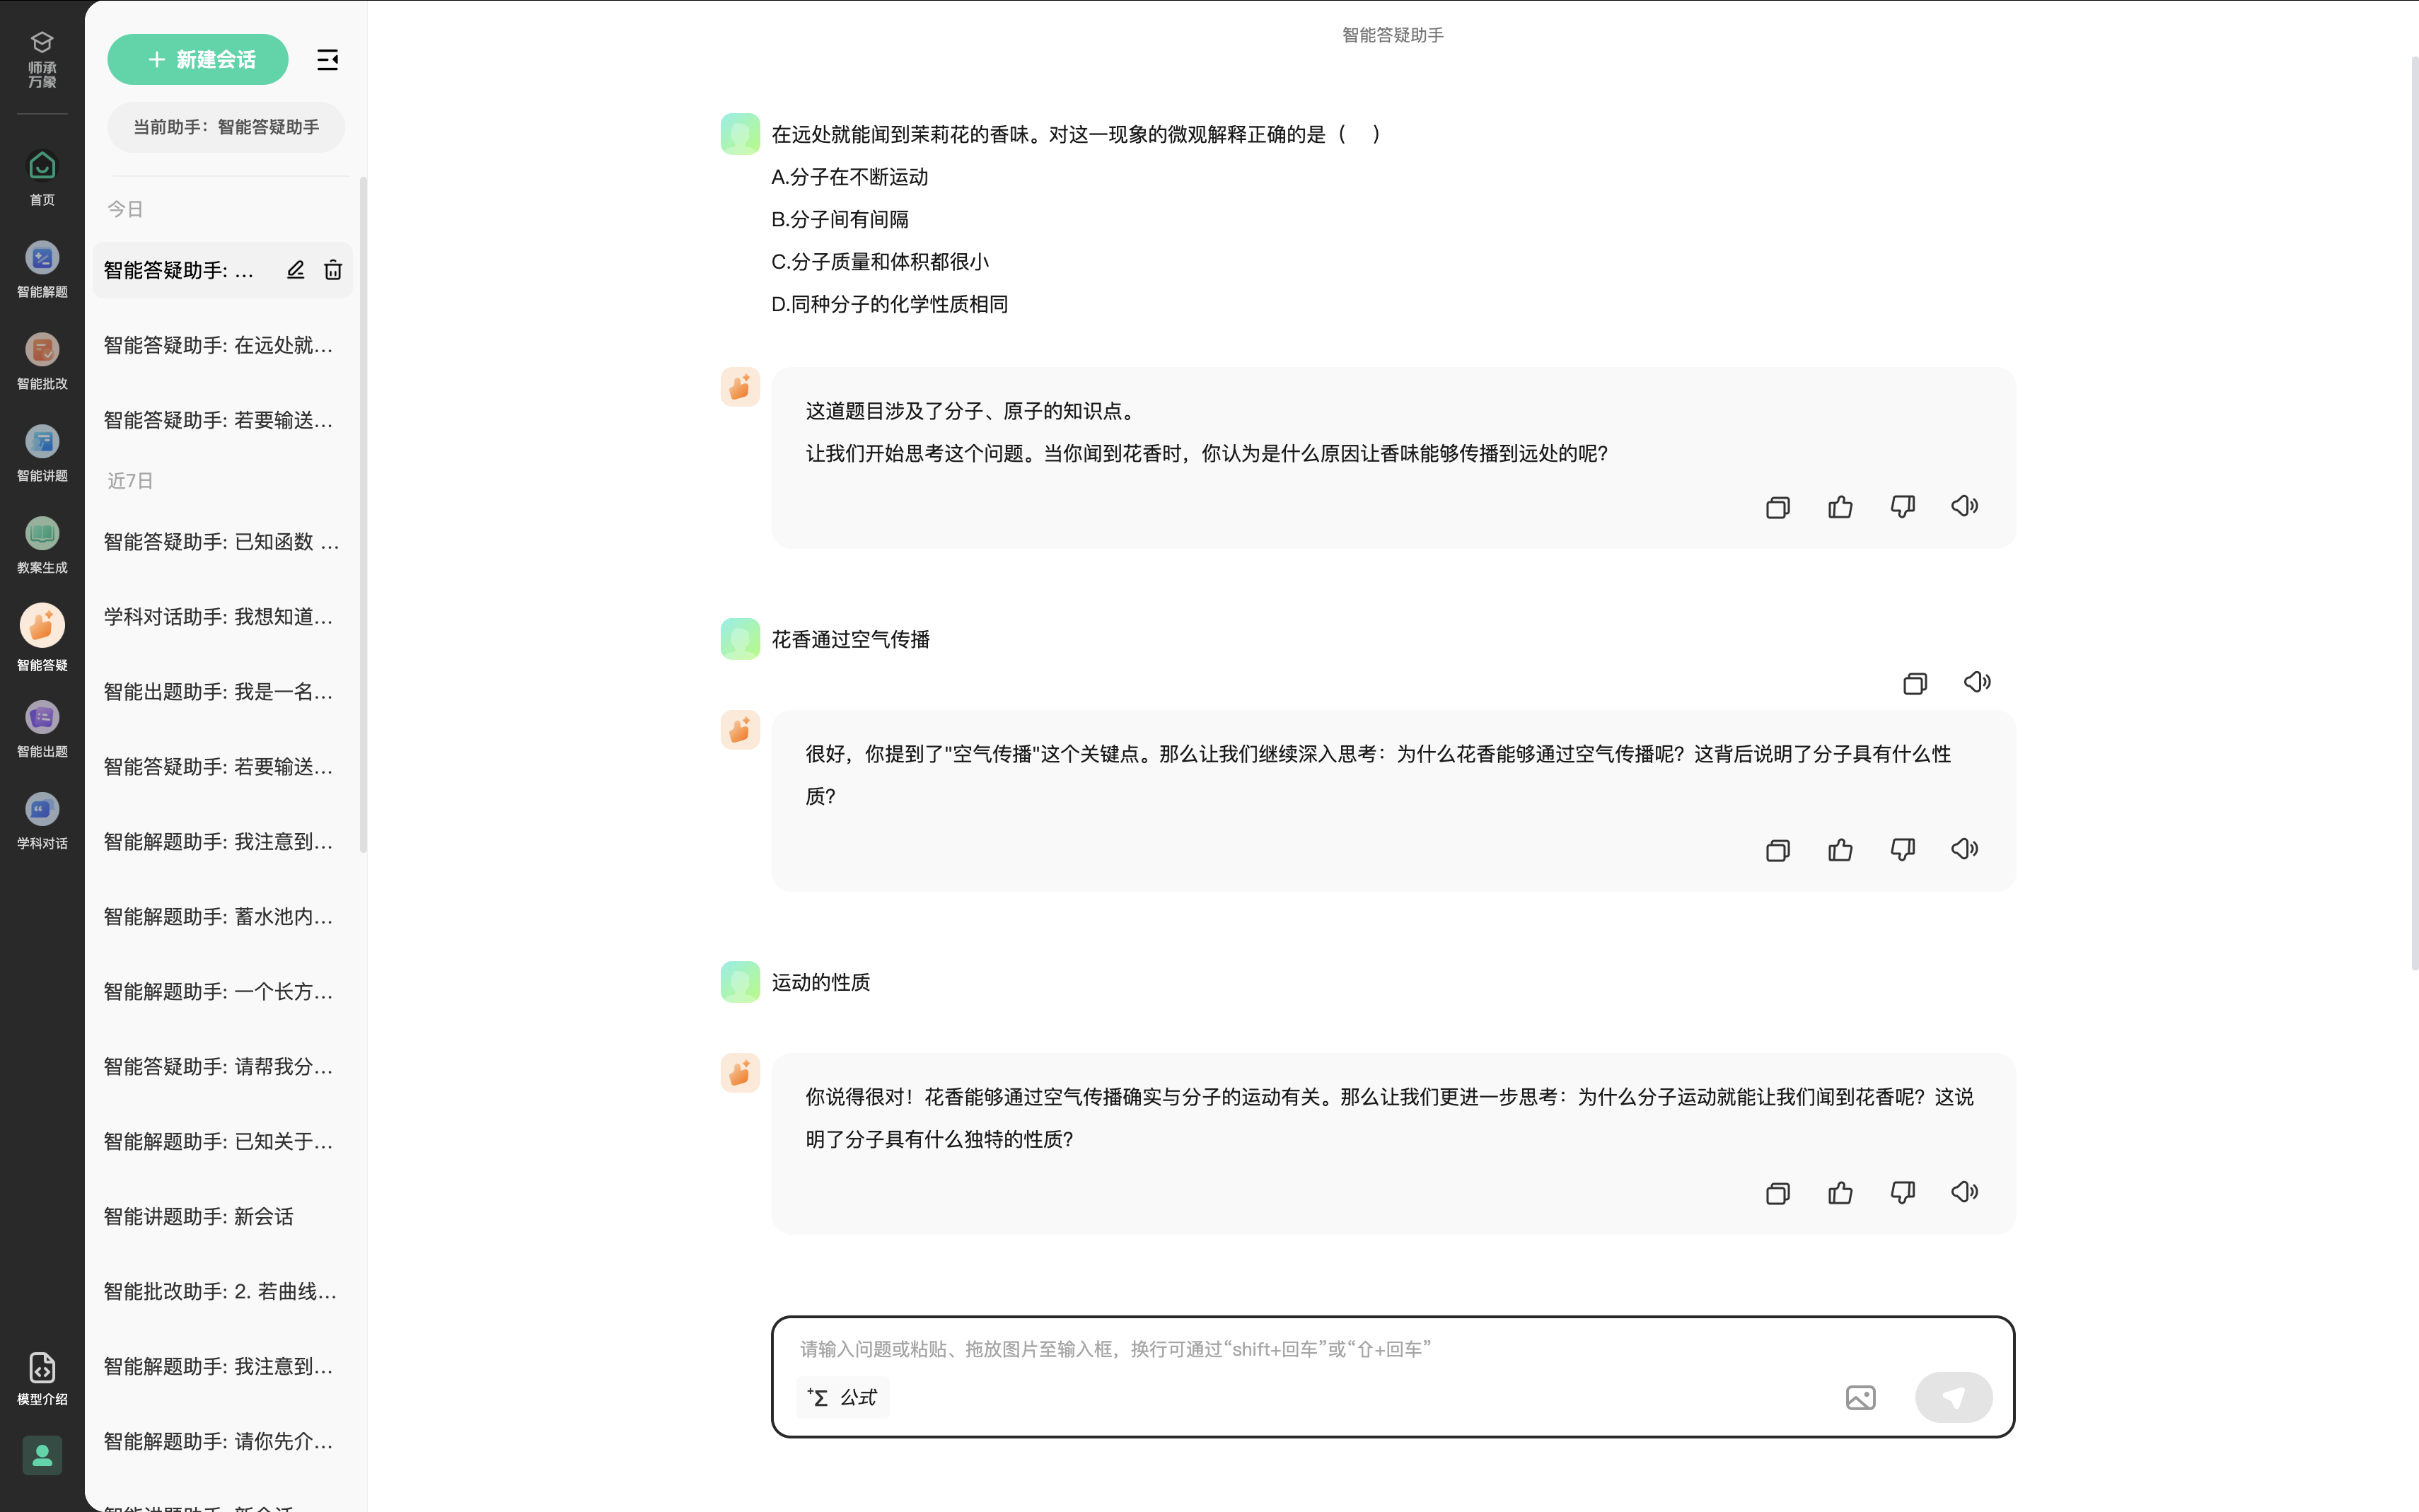 师承
万象
首页
智能解题
智能批改
智能讲题
教案生成
智能答疑
智能出题
学科对话
模型介绍
新建会话
当前助手：智能答疑助手
今日
智能答疑助手: ...
智能答疑助手: 在远处就...
智能答疑助手: 若要输送...
近7日
智能答疑助手: 已知函数 ...
学科对话助手: 我想知道...
智能出题助手: 我是一名...
智能答疑助手: 若要输送...
智能解题助手: 我注意到...
智能解题助手: 蓄水池内...
智能解题助手: 一个长方...
智能答疑助手: 请帮我分...
智能解题助手: 已知关于...
智能讲题助手: 新会话
智能批改助手: 2. 若曲线...
智能解题助手: 我注意到...
智能解题助手: 请你先介...
智能答疑助手
在远处就能闻到茉莉花的香味。对这一现象的微观解释正确的是（　）
A.分子在不断运动
B.分子间有间隔
C.分子质量和体积都很小
D.同种分子的化学性质相同
这道题目涉及了分子、原子的知识点。
让我们开始思考这个问题。当你闻到花香时，你认为是什么原因让香味能够传播到远处的呢？
花香通过空气传播
很好，你提到了"空气传播"这个关键点。那么让我们继续深入思考：为什么花香能够通过空气传播呢？这背后说明了分子具有什么性
质？
运动的性质
你说得很对！花香能够通过空气传播确实与分子的运动有关。那么让我们更进一步思考：为什么分子运动就能让我们闻到花香呢？这说
明了分子具有什么独特的性质？
请输入问题或粘贴、拖放图片至输入框，换行可通过“shift+回车”或“⇧+回车”
公式